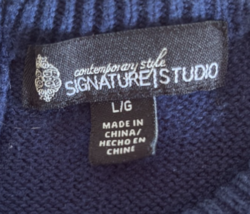 contemporary style
SIGNATURE|STUDIO
L/G
MADE IN
CHINA/
HECHO EN
CHINE